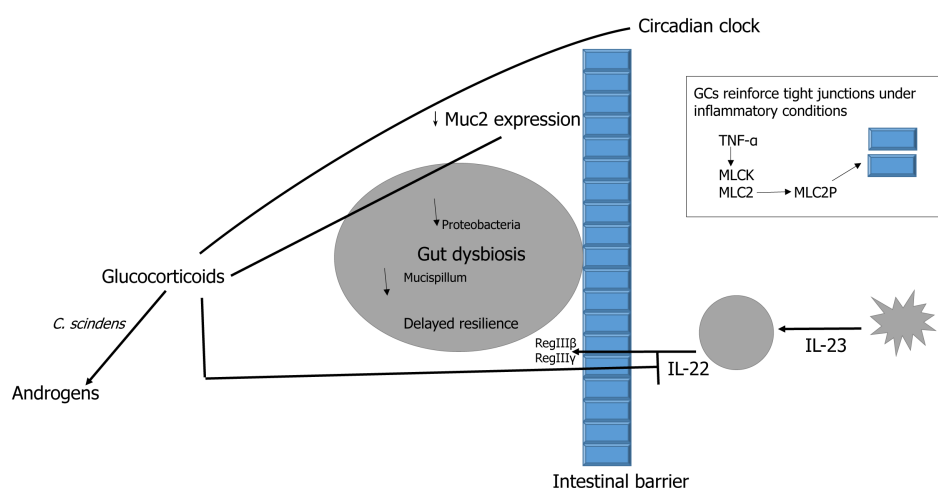 Circadian clock
↓ Muc2 expression
GCs reinforce tight junctions under
inflammatory conditions
TNF-α
MLCK
MLC2
MLC2P
Proteobacteria
Gut dysbiosis
Mucispillum
Delayed resilience
Glucocorticoids
C. scindens
Androgens
RegIIIβ
RegIIIγ
IL-22
IL-23
Intestinal barrier